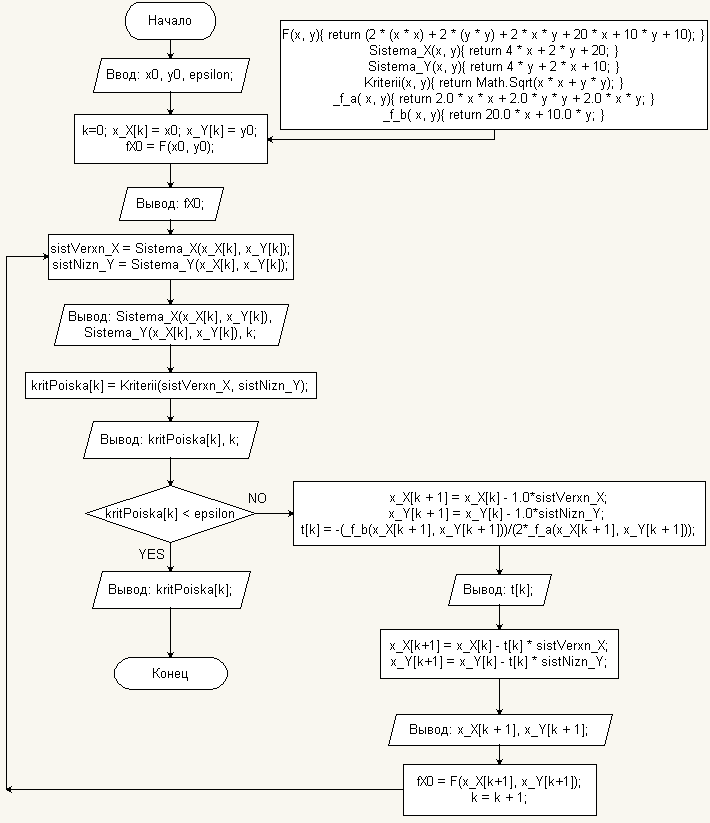 Начало
F(x, y){ return (2 * (x * x) + 2 * (y * y) + 2 * x * y + 20 * x + 10 * y + 10); }
Sistema_X(x, y){ return 4 * x + 2 * y + 20; }
Sistema_Y(x, y){ return 4 * y + 2 * x + 10; }
Kriterii(x, y){ return Math.Sqrt(x * x + y * y); }
_f_a( x, y){ return 2.0 * x * x + 2.0 * y * y + 2.0 * x * y; }
_f_b( x, y){ return 20.0 * x + 10.0 * y; }
Ввод: x0, y0, epsilon;
k=0; x_X[k] = x0; x_Y[k] = y0;
fX0 = F(x0, y0);
Вывод: fX0;
sistVerxn_X = Sistema_X(x_X[k], x_Y[k]);
sistNizn_Y = Sistema_Y(x_X[k], x_Y[k]);
Вывод: Sistema_X(x_X[k], x_Y[k]),
Sistema_Y(x_X[k], x_Y[k]), k;
kritPoiska[k] = Kriterii(sistVerxn_X, sistNizn_Y);
Вывод: kritPoiska[k], k;
kritPoiska[k] < epsilon
NO
YES
x_X[k + 1] = x_X[k] - 1.0*sistVerxn_X;
x_Y[k + 1] = x_Y[k] - 1.0*sistNizn_Y;
t[k] = -(_f_b(x_X[k + 1], x_Y[k + 1]))/(2*_f_a(x_X[k + 1], x_Y[k + 1]));
Вывод: kritPoiska[k];
Вывод: t[k];
Конец
x_X[k+1] = x_X[k] - t[k] * sistVerxn_X;
x_Y[k+1] = x_Y[k] - t[k] * sistNizn_Y;
Вывод: x_X[k + 1], x_Y[k + 1];
fX0 = F(x_X[k+1], x_Y[k+1]);
k = k + 1;